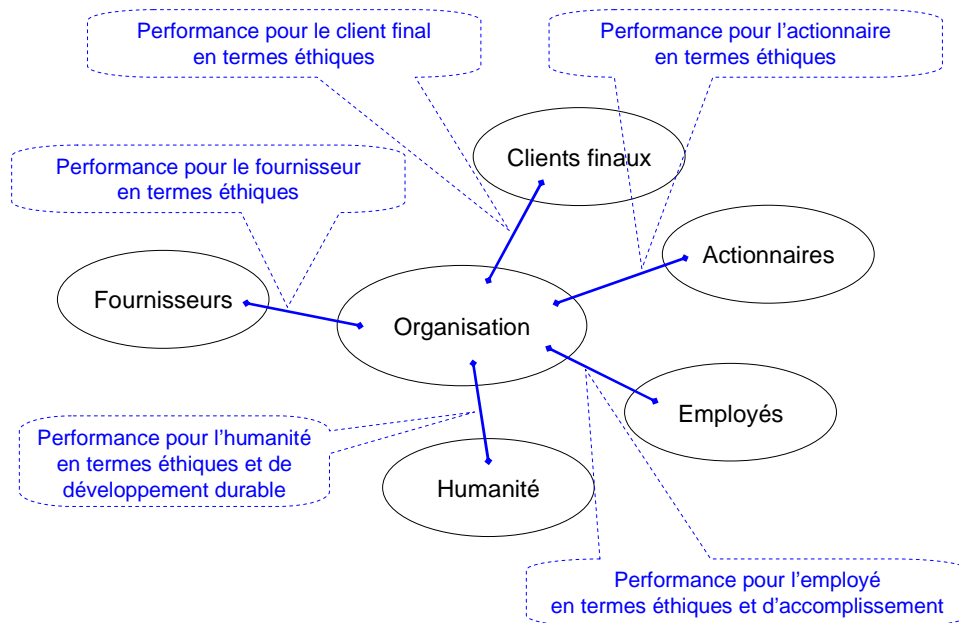 Performance pour le client final
en termes éthiques
Performance pour l’actionnaire
en termes éthiques
Clients finaux
Performance pour le fournisseur
en termes éthiques
Actionnaires
Fournisseurs
Organisation
Employés
Performance pour l’humanité
en termes éthiques et de
développement durable
Humanité
Performance pour l’employé
en termes éthiques et d’accomplissement